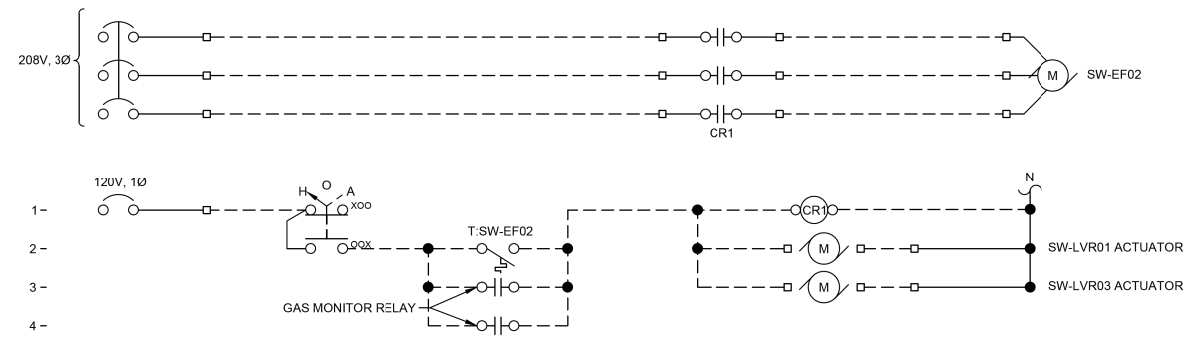 208V, 3Ø
M
SW-EF02
CR1
120V, 1Ø
H
O
A
N
1-
XOO
CR1
2-
OOX
T:SW-EF02
M
SW-LVR01 ACTUATOR
3-
GAS MONITOR RELAY
M
SW-LVR03 ACTUATOR
4-